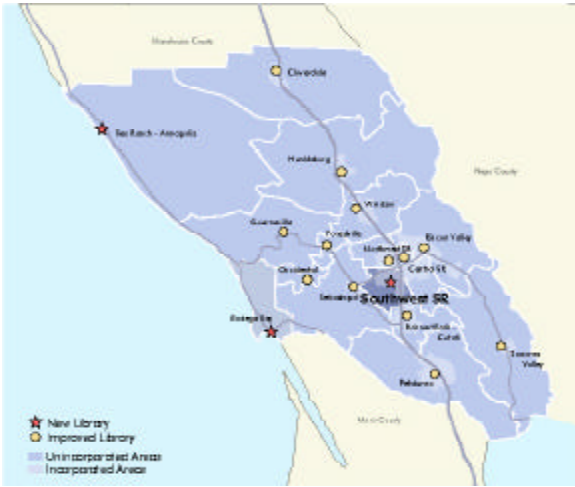 Mendocino County
Cloverdale
Sea Ranch - Annapolis
Healdsburg
Napa County
Windsor
Guerneville
Forestville
Rincon Valley
Northwest SR
Central SR
Occidental
Sebastopol
Southwest SR
Bodega Bay
Rohnert Park -
Cotati
Sonoma
Valley
Petaluma
Marin County
New Library
Improved Library
Unincorporated Areas
Incorporated Areas